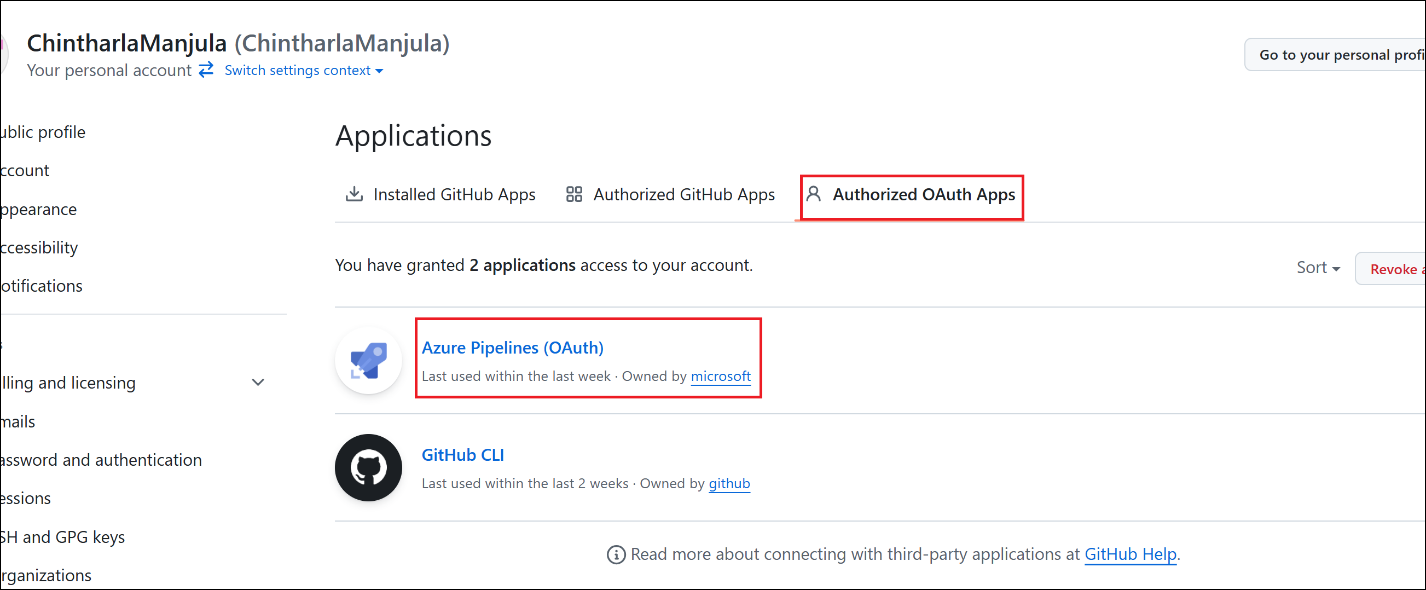 ChintharlaManjula (ChintharlaManjula)
Your personal account Switch settings context
Go to your personal profi
ublic profile
ccount
ppearance
ccessibility
otifications
s
lling and licensing
mails
assword and authentication
essions
SH and GPG keys
rganizations
Applications
Installed GitHub Apps Authorized GitHub Apps Authorized OAuth Apps
You have granted 2 applications access to your account.
Sort Revoke a
Azure Pipelines (OAuth)
Last used within the last week · Owned by microsoft
GitHub CLI
Last used within the last 2 weeks · Owned by github
Read more about connecting with third-party applications at GitHub Help.